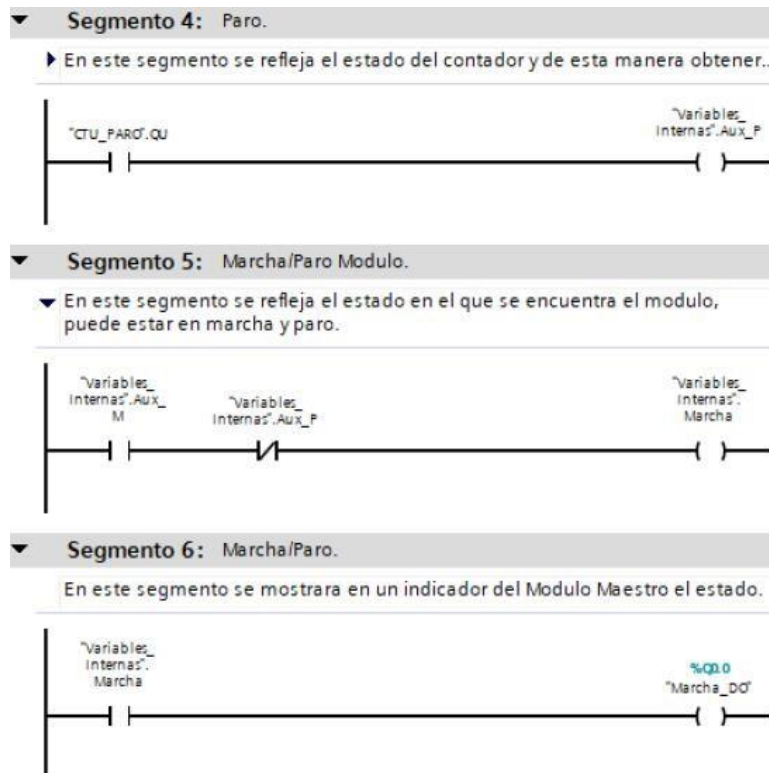 Segmento 4: Paro.
En este segmento se refleja el estado del contador y de esta manera obtener..
"CTU_PARO".QU
"Variables_
Internas".Aux_P
Segmento 5: Marcha/Paro Modulo.
En este segmento se refleja el estado en el que se encuentra el modulo,
puede estar en marcha y paro.
"Variables_
Internas".Aux_
M
"Variables_
Internas".Aux_P
"Variables_
Internas".
Marcha
Segmento 6: Marcha/Paro.
En este segmento se mostrara en un indicador del Modulo Maestro el estado.
"Variables_
Internas".
Marcha
%Q0.0
"Marcha_DO"